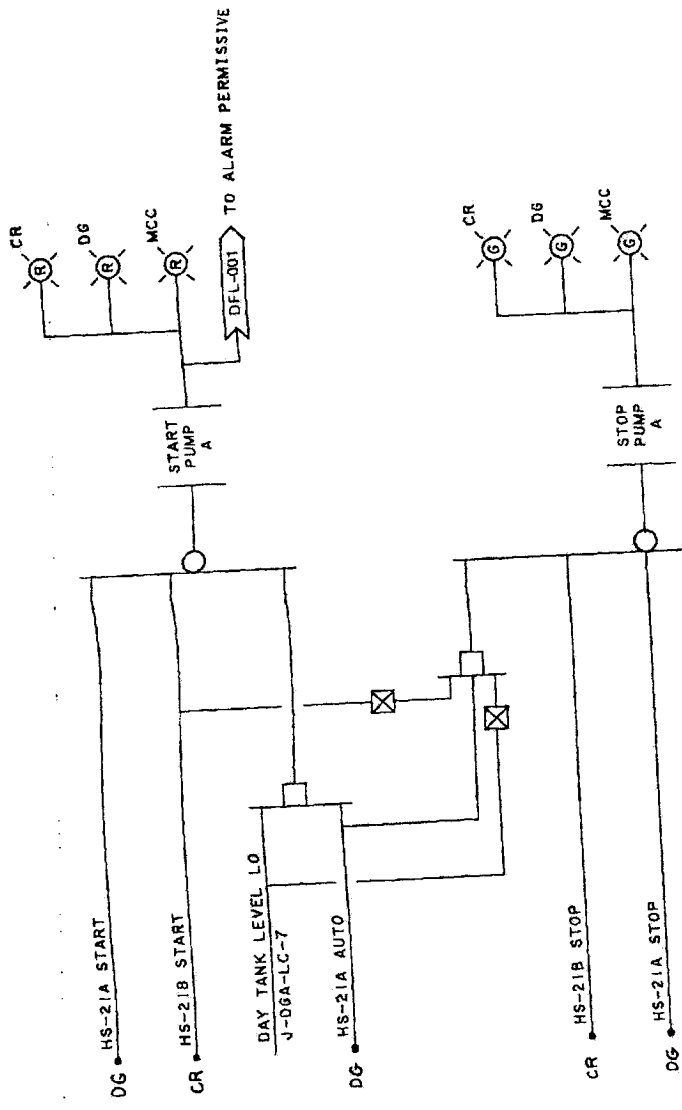 DG
HS-21A START
CR
HS-21B START
DAY TANK LEVEL LO
J-DGA-LC-7
DG
HS-21A AUTO
CR
HS-21B STOP
DG
HS-21A STOP
START
PUMP
A
CR
R
DG
R
MCC
R
DFL-001
TO ALARM PERMISSIVE
STOP
PUMP
A
CR
G
DG
G
MCC
G